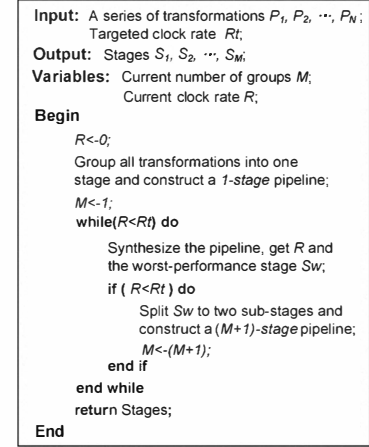 Input: A series of transformations P1, P2, ···, PN;
Targeted clock rate Rt;
Output: Stages S1, S2, ···, SM;
Variables: Current number of groups M;
Current clock rate R;
Begin
R<-0;
Group all transformations into one
stage and construct a 1-stage pipeline;
M<-1;
while(R<Rt) do
Synthesize the pipeline, get R and
the worst-performance stage Sw;
if ( R<Rt ) do
Split Sw to two sub-stages and
construct a (M+1)-stage pipeline;
M<-(M+1);
end if
end while
return Stages;
End